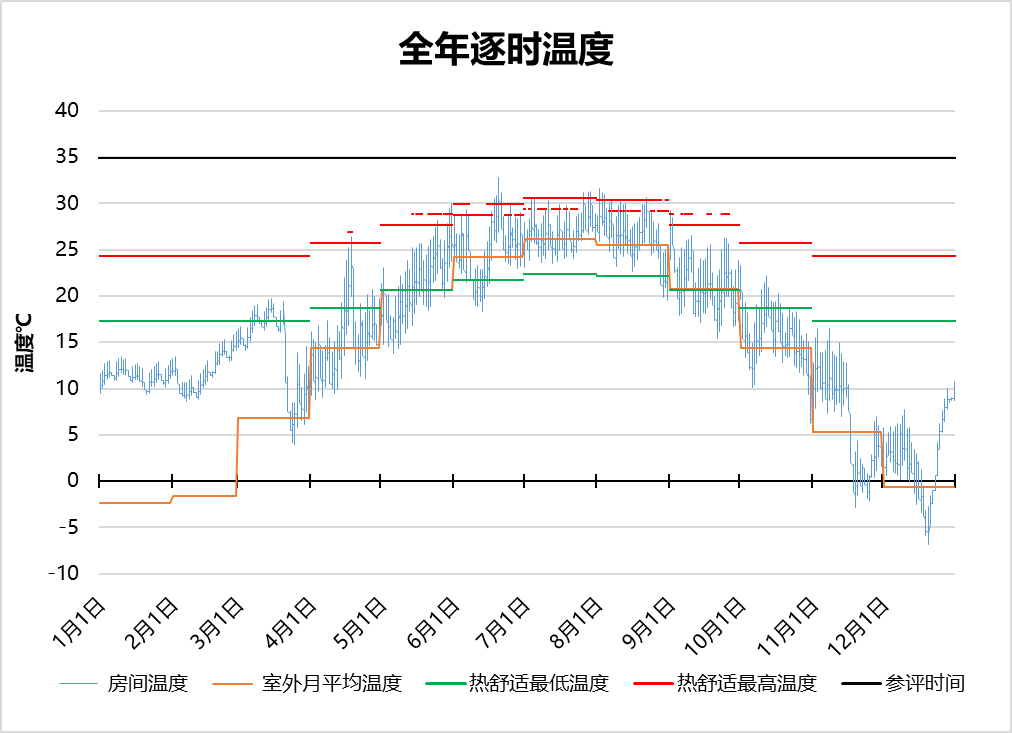 全年逐时温度
温度℃
40
35
30
25
20
15
10
5
0
-5
-10
1月1日
2月1日
3月1日
4月1日
5月1日
6月1日
7月1日
8月1日
9月1日
10月1日
11月1日
12月1日
房间温度 室外月平均温度 热舒适最低温度 热舒适最高温度 参评时间